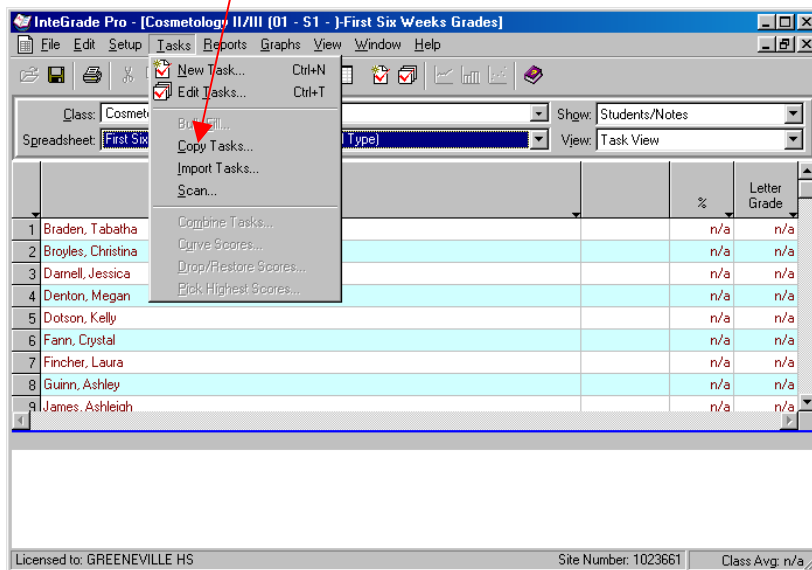 InteGrade Pro - [Cosmetology II/III (01 - S1 - )-First Six Weeks Grades]
File Edit Setup Tasks Reports Graphs View Window Help
New Task... Ctrl+N
Edit Tasks... Ctrl+T
Class: Cosmet
Show: Students/Notes
Spreadsheet: First Six
Type)
View: Task View
Copy Tasks...
Import Tasks...
Scan...
Combine Tasks...
Curve Scores...
Drop/Restore Scores...
Pick Highest Scores...
% Letter Grade
1 Braden, Tabatha n/a n/a
2 Broyles, Christina n/a n/a
3 Darnell, Jessica n/a n/a
4 Denton, Megan n/a n/a
5 Dotson, Kelly n/a n/a
6 Fann, Crystal n/a n/a
7 Fincher, Laura n/a n/a
8 Guinn, Ashley n/a n/a
9 James, Ashleigh n/a n/a
Licensed to: GREENEVILLE HS Site Number: 1023661 Class Avg: n/a